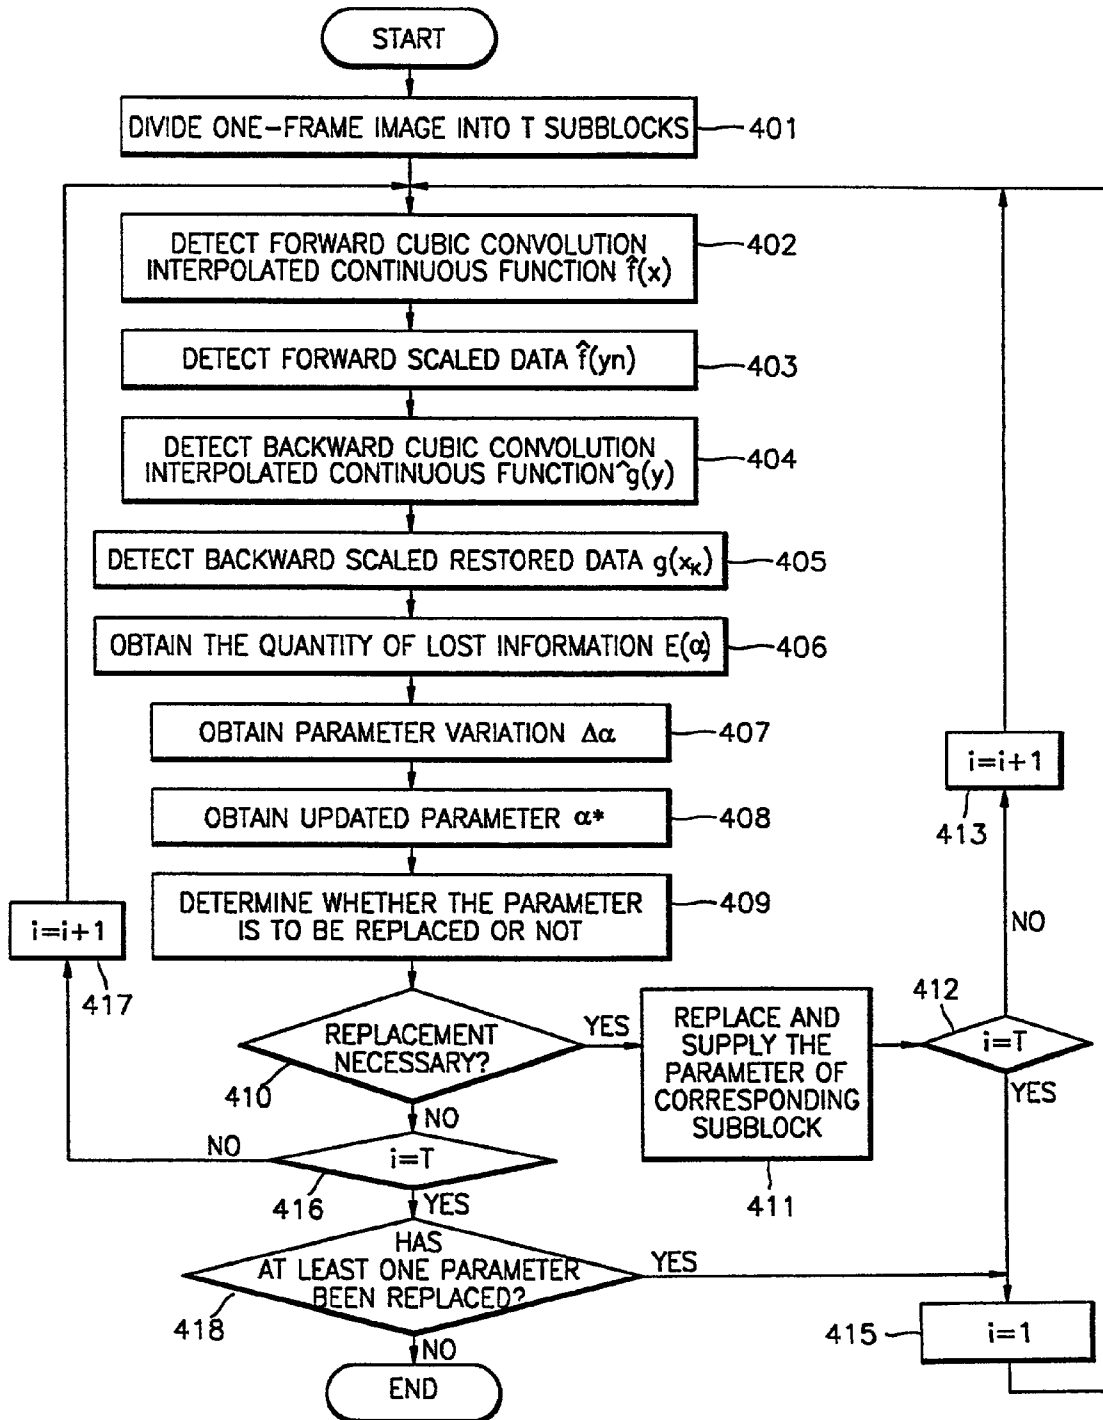 START
DIVIDE ONE-FRAME IMAGE INTO T SUBBLOCKS
401
DETECT FORWARD CUBIC CONVOLUTION
INTERPOLATED CONTINUOUS FUNCTION f̂(x)
402
DETECT FORWARD SCALED DATA f̂(yn)
403
DETECT BACKWARD CUBIC CONVOLUTION
INTERPOLATED CONTINUOUS FUNCTION ^g(y)
404
DETECT BACKWARD SCALED RESTORED DATA g(xK)
405
OBTAIN THE QUANTITY OF LOST INFORMATION E(α)
406
OBTAIN PARAMETER VARIATION Δα
407
OBTAIN UPDATED PARAMETER α*
408
DETERMINE WHETHER THE PARAMETER
IS TO BE REPLACED OR NOT
409
i=i+1
417
i=i+1
413
REPLACEMENT
NECESSARY?
410
YES
NO
REPLACE AND
SUPPLY THE
PARAMETER OF
CORRESPONDING
SUBBLOCK
411
412
i=T
NO
YES
i=T
416
NO
YES
HAS
AT LEAST ONE PARAMETER
BEEN REPLACED?
418
YES
NO
415
i=1
END